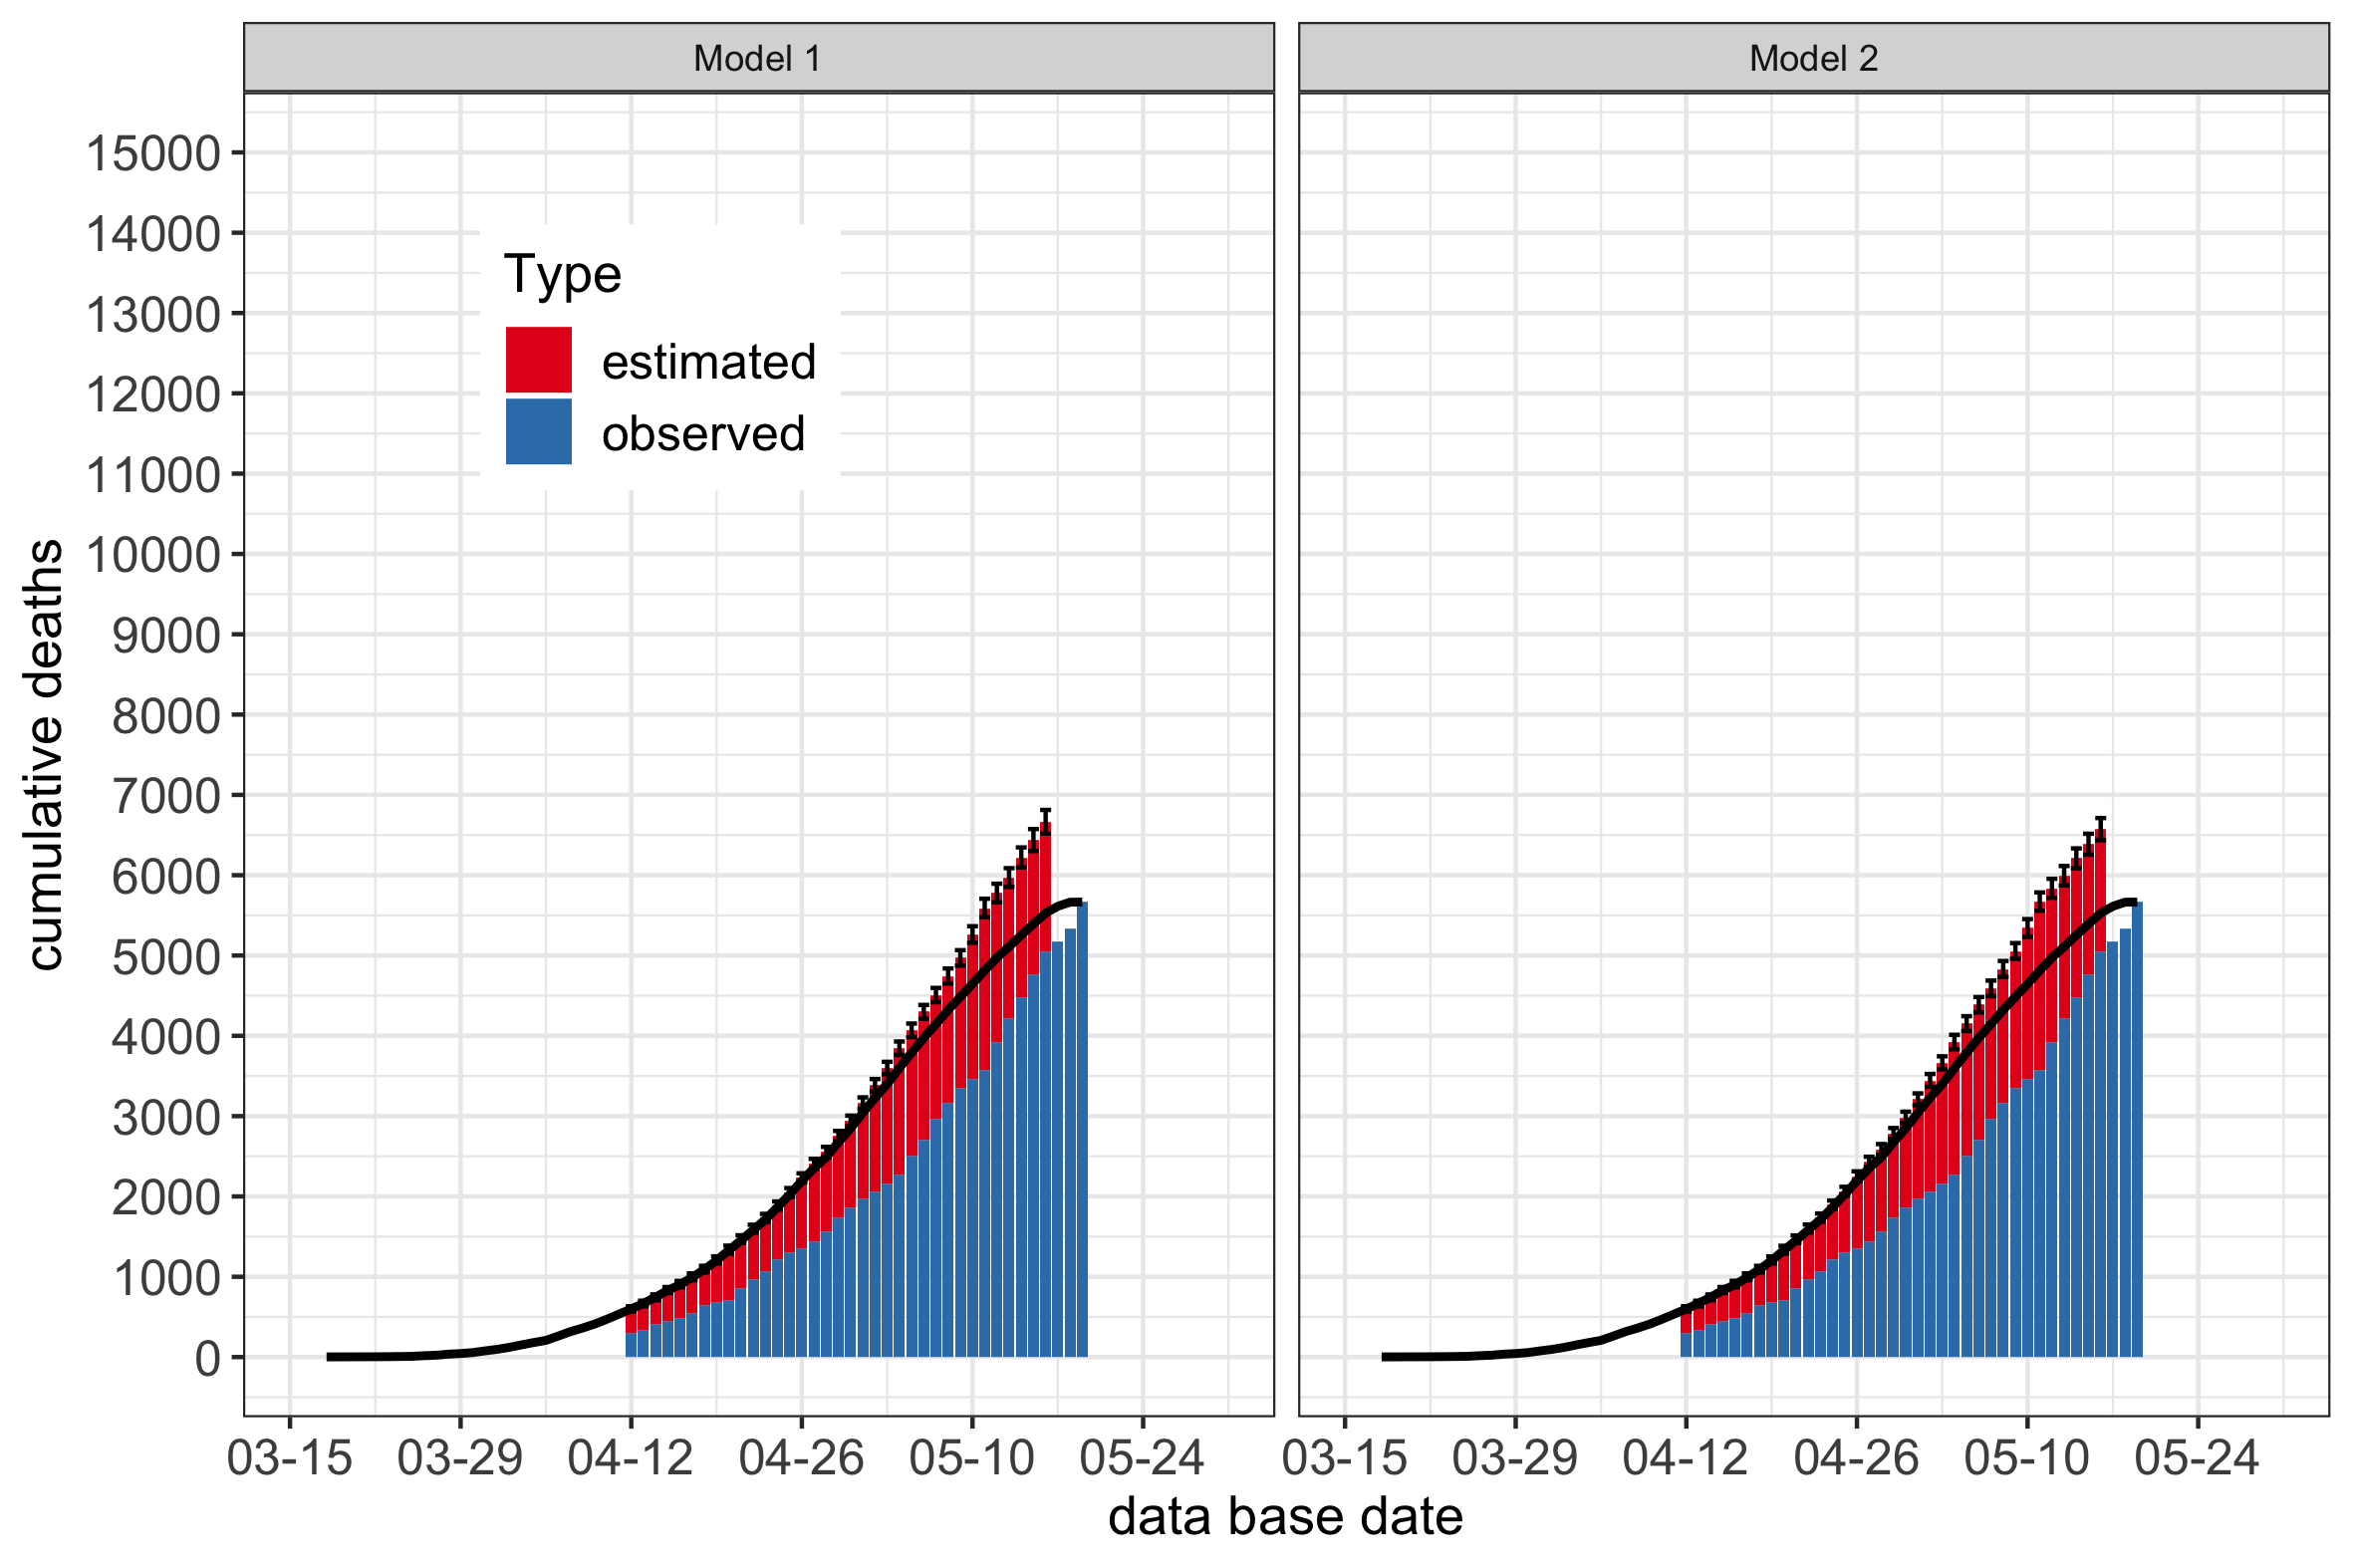 Model 1
Model 2
15000
14000
13000
12000
11000
10000
9000
8000
7000
6000
5000
4000
3000
2000
1000
0
cumulative deaths
Type
estimated
observed
03-15 03-29 04-12 04-26 05-10 05-24
03-15 03-29 04-12 04-26 05-10 05-24
data base date